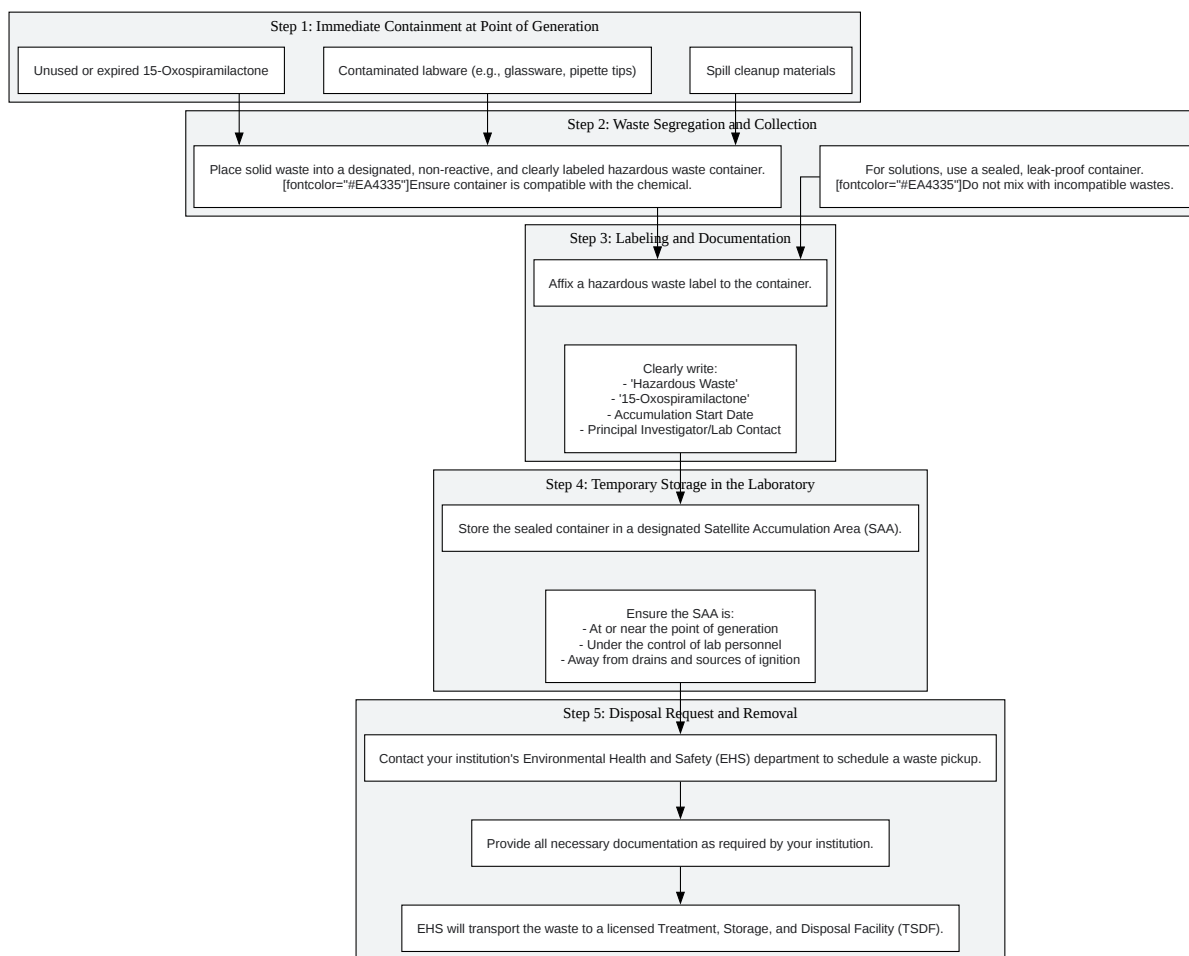 Step 1: Immediate Containment at Point of Generation
Unused or expired 15-Oxospiramilactone
Contaminated labware (e.g., glassware, pipette tips)
Spill cleanup materials
Step 2: Waste Segregation and Collection
Place solid waste into a designated, non-reactive, and clearly labeled hazardous waste container.
[fontcolor="#EA4335"]Ensure container is compatible with the chemical.
For solutions, use a sealed, leak-proof container.
[fontcolor="#EA4335"]Do not mix with incompatible wastes.
Step 3: Labeling and Documentation
Affix a hazardous waste label to the container.
Clearly write:
- 'Hazardous Waste'
- '15-Oxospiramilactone'
- Accumulation Start Date
- Principal Investigator/Lab Contact
Step 4: Temporary Storage in the Laboratory
Store the sealed container in a designated Satellite Accumulation Area (SAA).
Ensure the SAA is:
- At or near the point of generation
- Under the control of lab personnel
- Away from drains and sources of ignition
Step 5: Disposal Request and Removal
Contact your institution's Environmental Health and Safety (EHS) department to schedule a waste pickup.
Provide all necessary documentation as required by your institution.
EHS will transport the waste to a licensed Treatment, Storage, and Disposal Facility (TSDF).